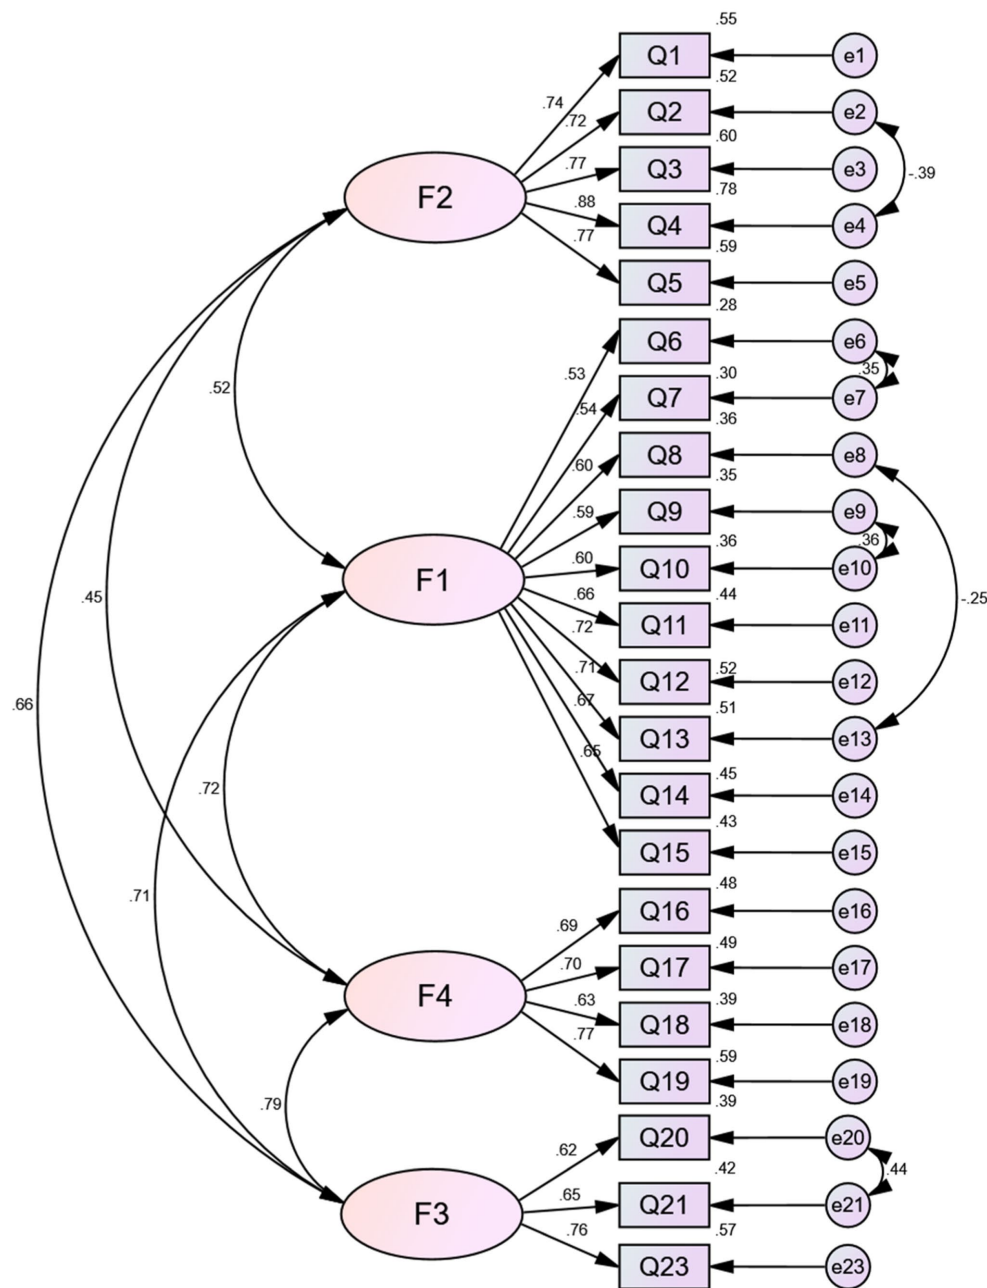 .55
Q1 e1
.74
.52
.72
Q2 e2
.60
.77
Q3 e3
-.39
F2
.78
.88
Q4 e4
.59
.77
Q5 e5
.28
Q6 e6
.53
.30
.35
.52
.54
Q7 e7
.36
.60
Q8 e8
.35
.59
Q9 e9
.36
.36
.60
Q10 e10
F1
.66
.44
.45
-.25
.72
Q11 e11
.71
.52
Q12 e12
.67
.51
.66
Q13 e13
.65
.45
.72
Q14 e14
.43
Q15 e15
.71
.48
.69
Q16 e16
.49
.70
Q17 e17
F4
.63
.39
Q18 e18
.77
.59
Q19 e19
.79
.39
.62
Q20 e20
.42
.44
.65
Q21 e21
F3
.76
.57
Q23 e23